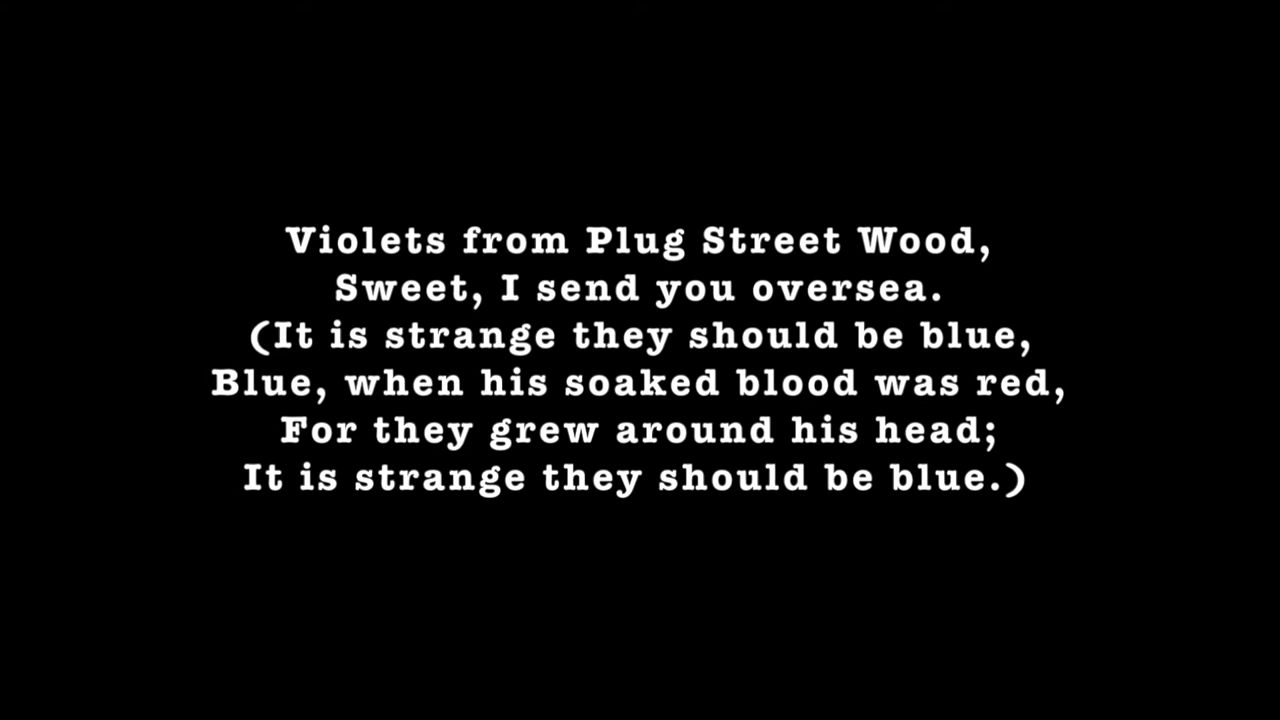 Violets from Plug Street Wood,
Sweet, I send you oversea.
(It is strange they should be blue,
Blue, when his soaked blood was red,
For they grew around his head;
It is strange they should be blue.)